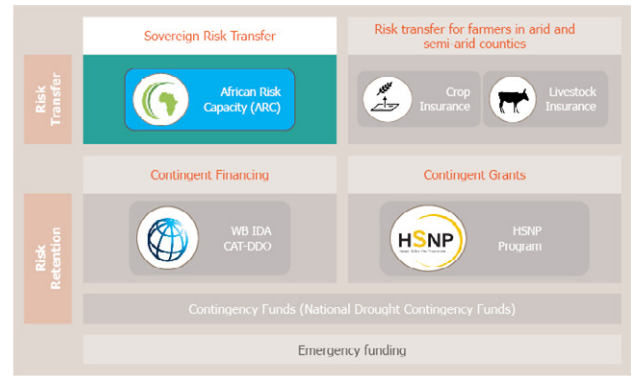 Sovereign Risk Transfer
Risk transfer for farmers in arid and
semi-arid counties
Risk
Transfer
African Risk
Capacity (ARC)
Crop
Insurance
Livestock
Insurance
Contingent Financing
Contingent Grants
Risk
Retention
WB IDA
CAT-DDO
HSNP
HSNP
Program
Contingency Funds (National Drought Contingency Funds)
Emergency funding